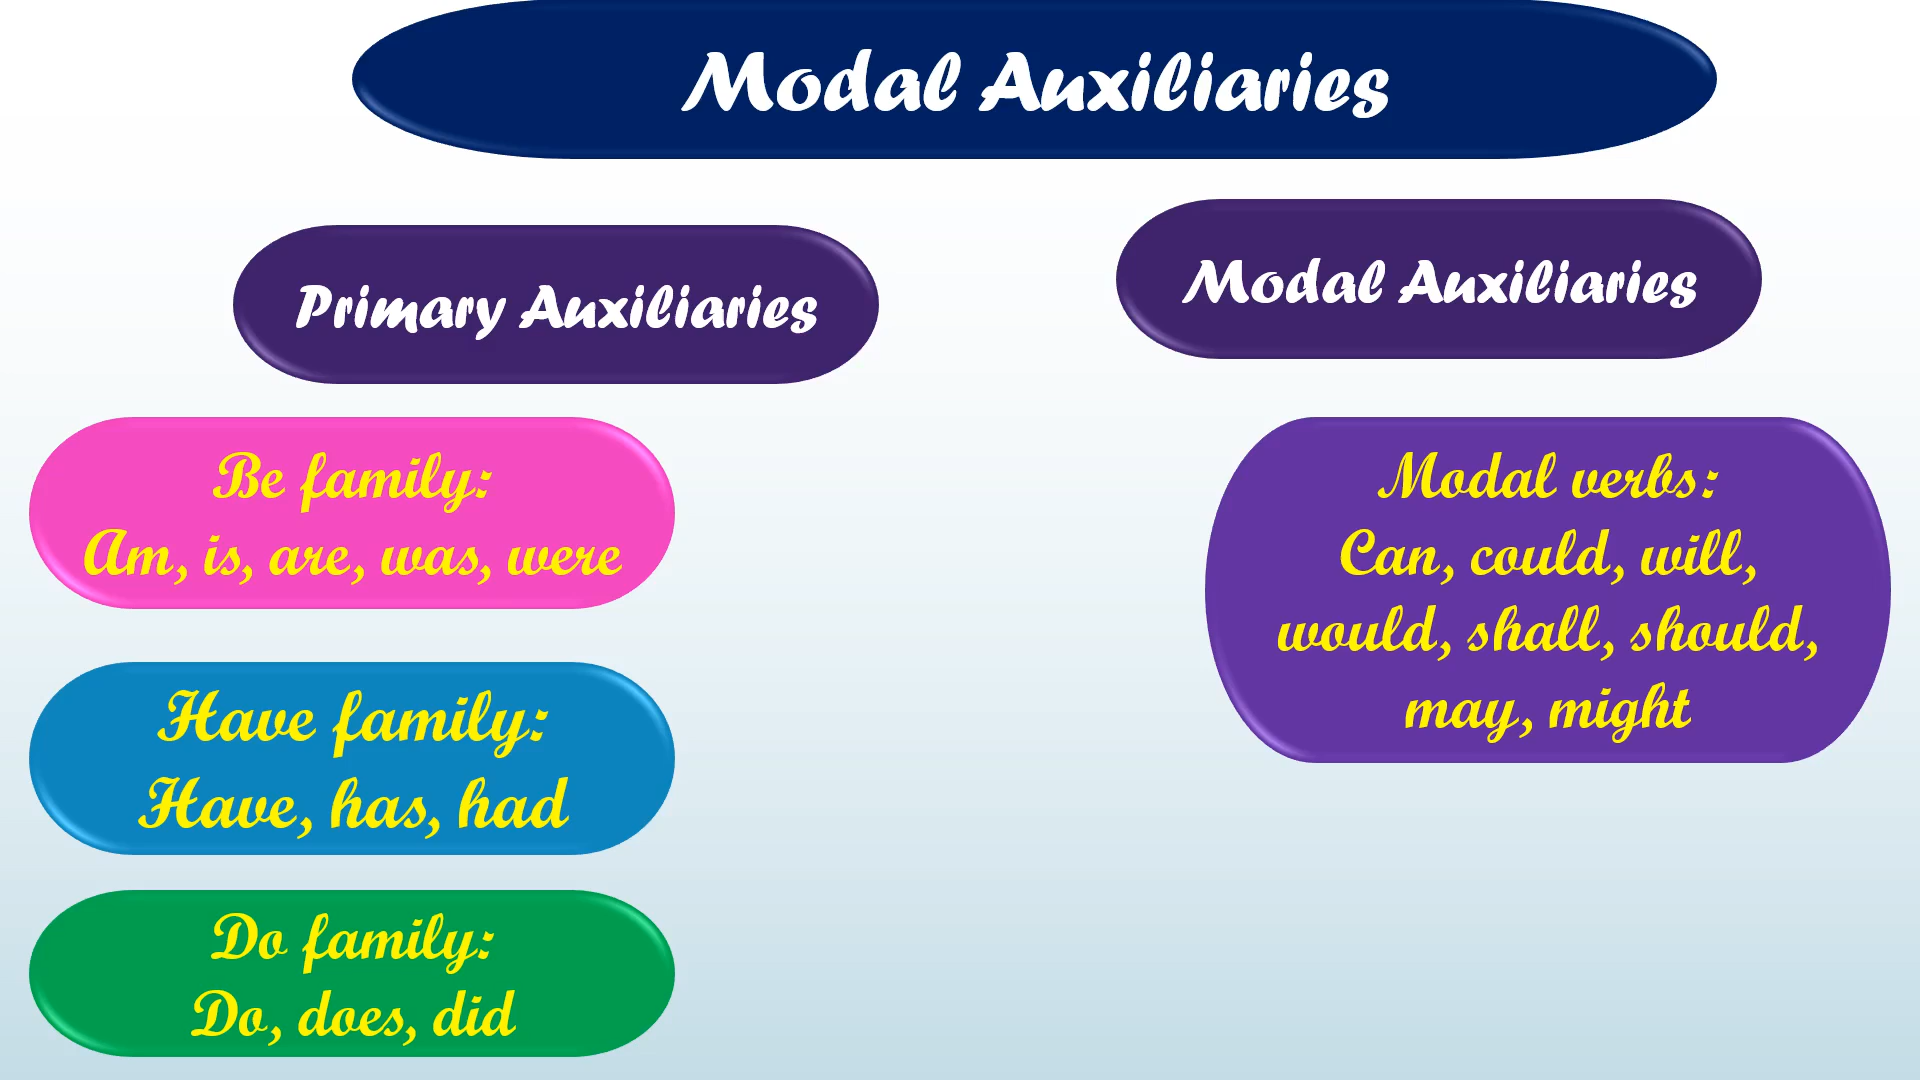 Modal Auxiliaries
Primary Auxiliaries
Be family:
Am, is, are, was, were
Have family:
Have, has, had
Do family:
Do, does, did
Modal Auxiliaries
Modal verbs:
Can, could, will,
would, shall, should,
may, might